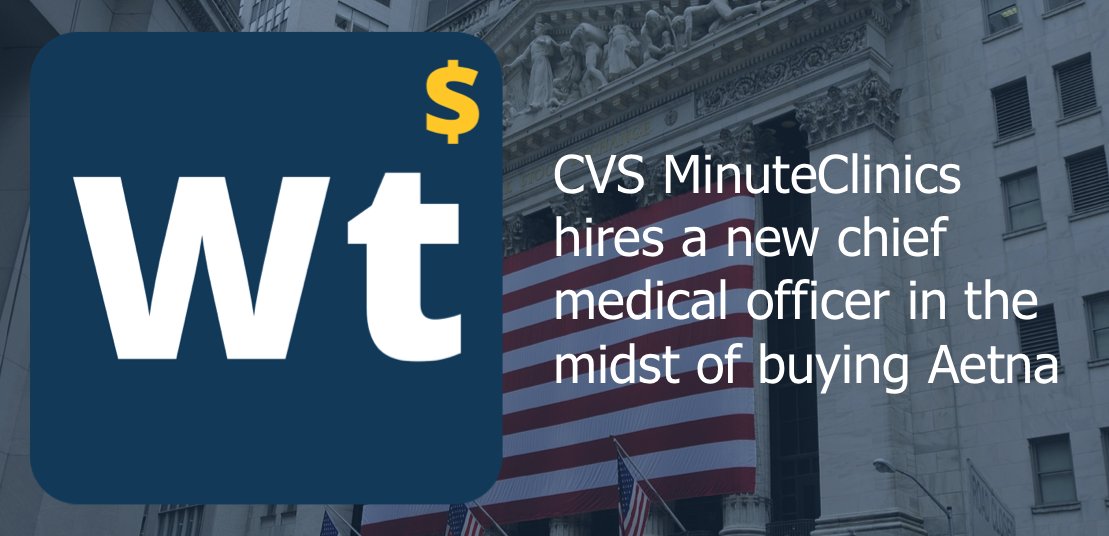 $
Wt
CVS MinuteClinics
hires a new chief
medical officer in the
midst of buying Aetna